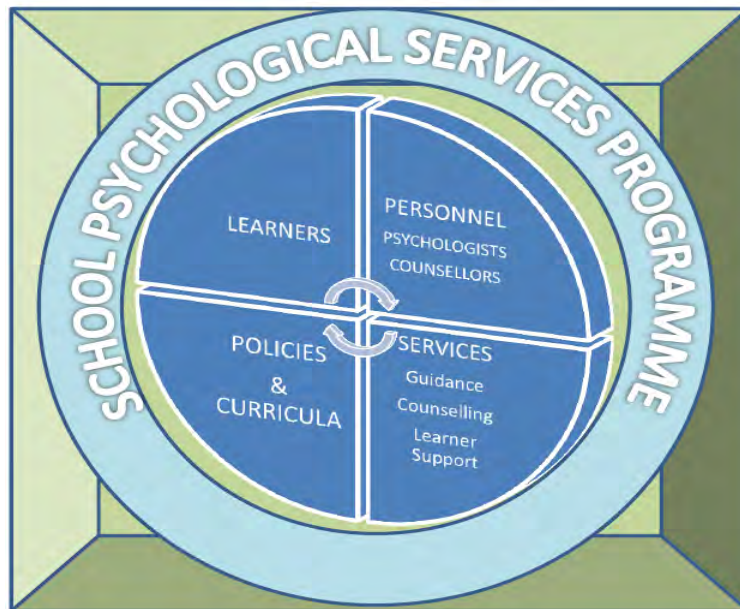 SCHOOL PSYCHOLOGICAL SERVICES PROGRAMME
LEARNERS
PERSONNEL
PSYCHOLOGISTS
COUNSELLORS
POLICIES
&
CURRICULA
SERVICES
Guidance
Counselling
Learner
Support